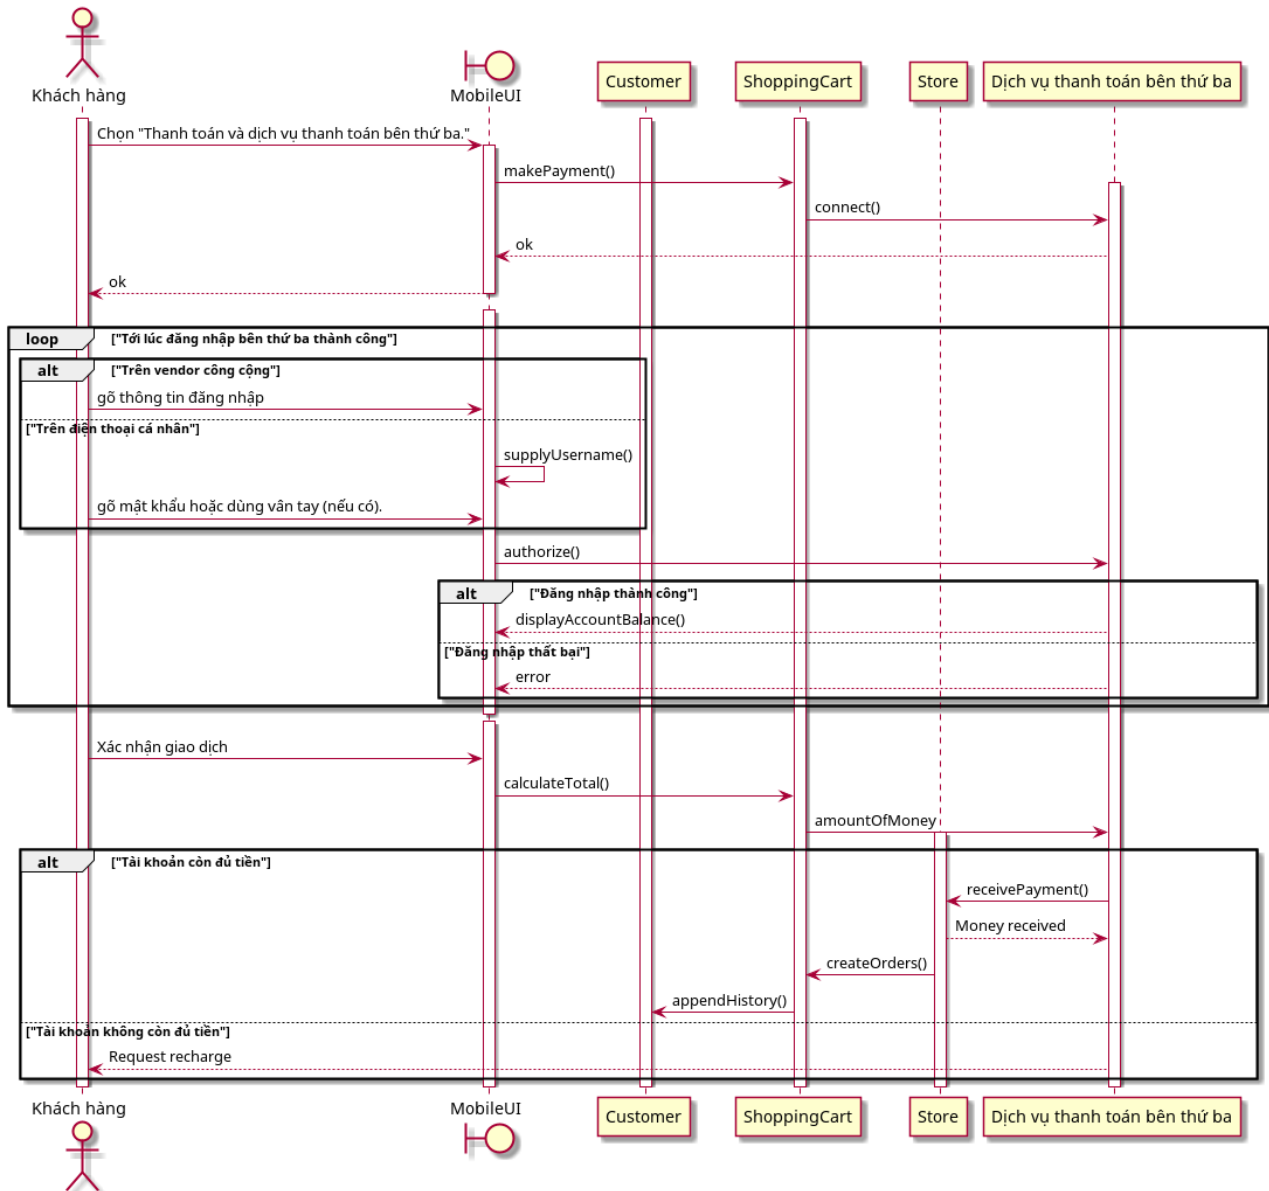 Khách hàng
MobileUI
Customer
ShoppingCart
Store
Dịch vụ thanh toán bên thứ ba
Chọn "Thanh toán và dịch vụ thanh toán bên thứ ba."
makePayment()
connect()
ok
ok
loop ["Tới lúc đăng nhập bên thứ ba thành công"]
alt ["Trên vendor công cộng"]
gõ thông tin đăng nhập
["Trên điện thoại cá nhân"]
supplyUsername()
gõ mật khẩu hoặc dùng vân tay (nếu có).
authorize()
alt ["Đăng nhập thành công"]
displayAccountBalance()
["Đăng nhập thất bại"]
error
Xác nhận giao dịch
calculateTotal()
amountOfMoney
alt ["Tài khoản còn đủ tiền"]
receivePayment()
Money received
createOrders()
appendHistory()
["Tài khoản không còn đủ tiền"]
Request recharge
Khách hàng
MobileUI
Customer
ShoppingCart
Store
Dịch vụ thanh toán bên thứ ba